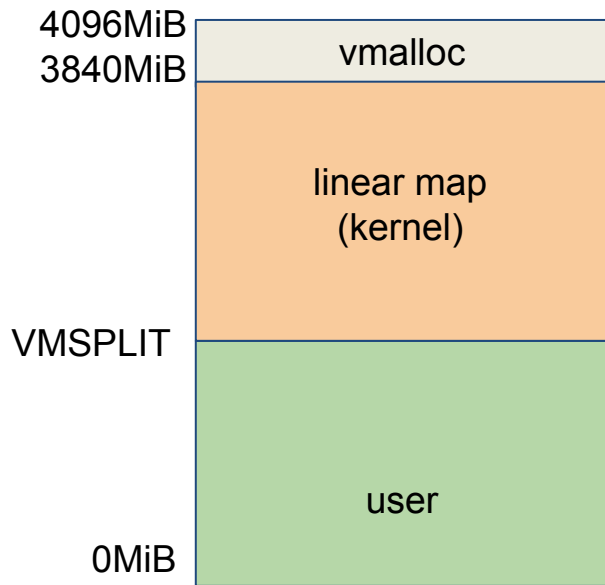 4096MiB
vmalloc
3840MiB
linear map
(kernel)
VMSPLIT
user
0MiB